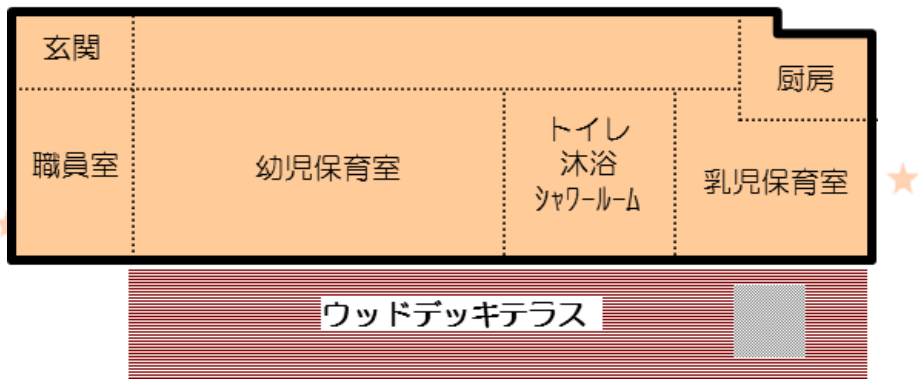 玄関
厨房
職員室
幼児保育室
トイレ
沐浴
ｼｬﾜｰﾙｰﾑ
乳児保育室
ウッドデッキテラス